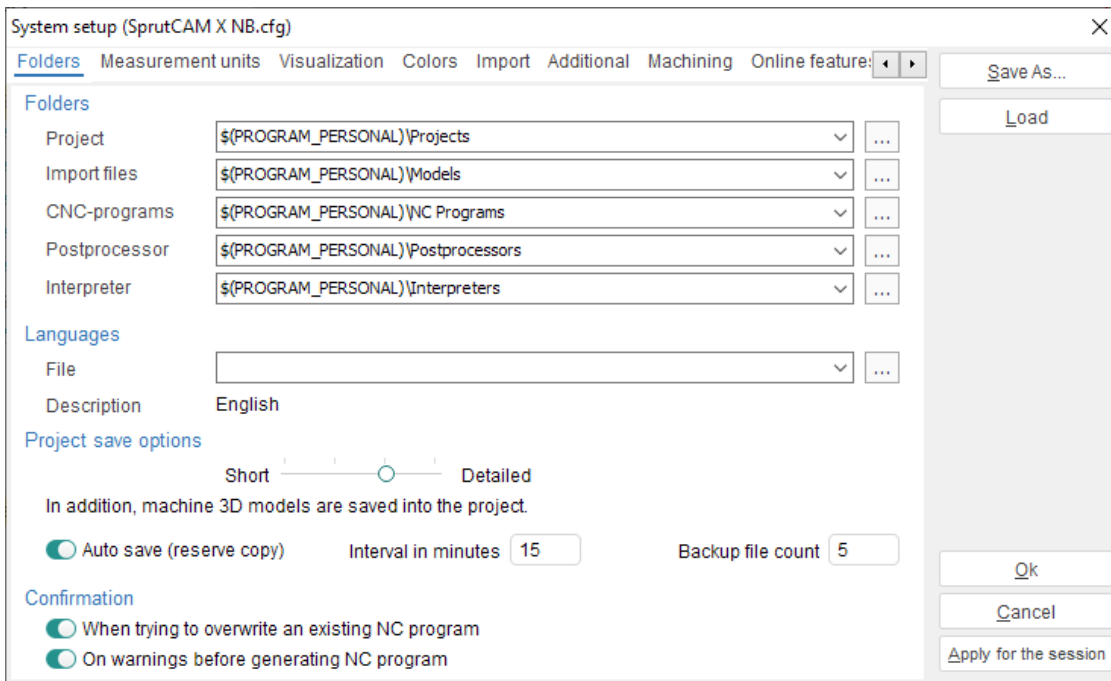 System setup (SprutCAM X NB.cfg)
Folders Measurement units Visualization Colors Import Additional Machining Online feature
Save As...
Load
Folders
Project $(PROGRAM_PERSONAL)\Projects ...
Import files $(PROGRAM_PERSONAL)\Models ...
CNC-programs $(PROGRAM_PERSONAL)\NC Programs ...
Postprocessor $(PROGRAM_PERSONAL)\Postprocessors ...
Interpreter $(PROGRAM_PERSONAL)\Interpreters ...
Languages
File ...
Description English
Project save options
Short Detailed
In addition, machine 3D models are saved into the project.
Auto save (reserve copy) Interval in minutes 15 Backup file count 5
Confirmation
When trying to overwrite an existing NC program
On warnings before generating NC program
Ok
Cancel
Apply for the session